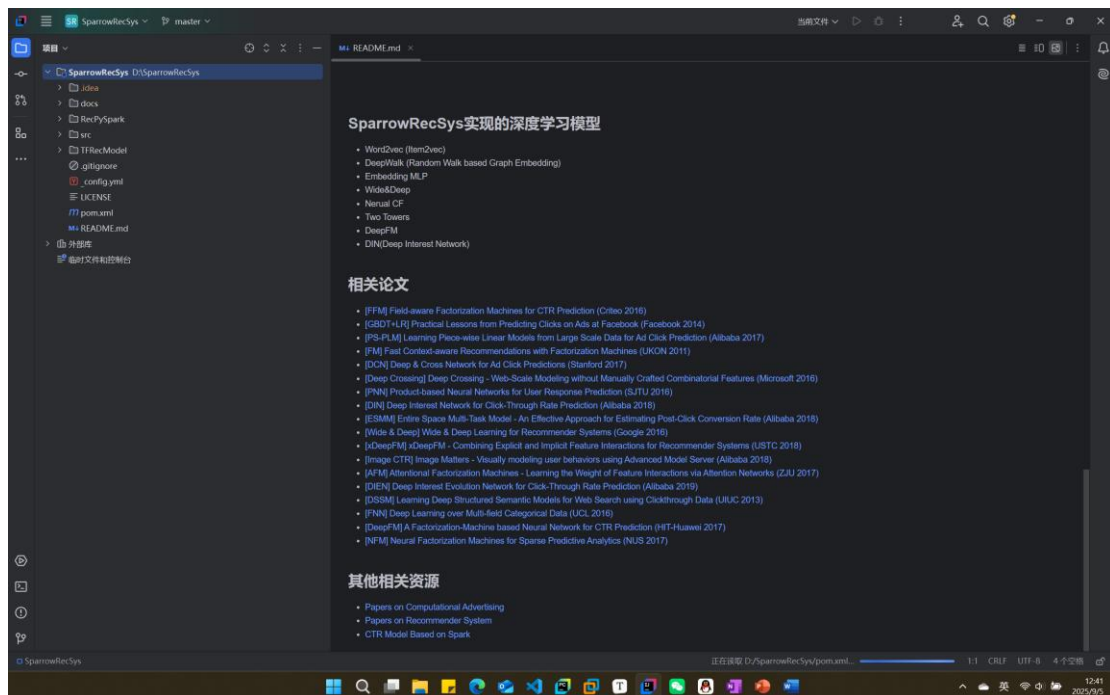 SR SparrowRecSys master 当前文件
项目
README.md
SparrowRecSys D:\SparrowRecSys
.idea
docs
RecPySpark
src
TFRecModel
.gitignore
_config.yml
LICENSE
pom.xml
README.md
外部库
临时文件和控制台
SparrowRecSys实现的深度学习模型
• Word2vec (Item2vec)
• DeepWalk (Random Walk based Graph Embedding)
• Embedding MLP
• Wide&Deep
• Nerual CF
• Two Towers
• DeepFM
• DIN(Deep Interest Network)
相关论文
• [FFM] Field-aware Factorization Machines for CTR Prediction (Criteo 2016)
• [GBDT+LR] Practical Lessons from Predicting Clicks on Ads at Facebook (Facebook 2014)
• [PS-PLM] Learning Piece-wise Linear Models from Large Scale Data for Ad Click Prediction (Alibaba 2017)
• [FM] Fast Context-aware Recommendations with Factorization Machines (UKON 2011)
• [DCN] Deep & Cross Network for Ad Click Predictions (Stanford 2017)
• [Deep Crossing] Deep Crossing - Web-Scale Modeling without Manually Crafted Combinatorial Features (Microsoft 2016)
• [PNN] Product-based Neural Networks for User Response Prediction (SJTU 2016)
• [DIN] Deep Interest Network for Click-Through Rate Prediction (Alibaba 2018)
• [ESMM] Entire Space Multi-Task Model - An Effective Approach for Estimating Post-Click Conversion Rate (Alibaba 2018)
• [Wide & Deep] Wide & Deep Learning for Recommender Systems (Google 2016)
• [xDeepFM] xDeepFM - Combining Explicit and Implicit Feature Interactions for Recommender Systems (USTC 2018)
• [Image CTR] Image Matters - Visually modeling user behaviors using Advanced Model Server (Alibaba 2018)
• [AFM] Attentional Factorization Machines - Learning the Weight of Feature Interactions via Attention Networks (ZJU 2017)
• [DIEN] Deep Interest Evolution Network for Click-Through Rate Prediction (Alibaba 2019)
• [DSSM] Learning Deep Structured Semantic Models for Web Search using Clickthrough Data (UIUC 2013)
• [FNN] Deep Learning over Multi-field Categorical Data (UCL 2016)
• [DeepFM] A Factorization-Machine based Neural Network for CTR Prediction (HIT-Huawei 2017)
• [NFM] Neural Factorization Machines for Sparse Predictive Analytics (NUS 2017)
其他相关资源
• Papers on Computational Advertising
• Papers on Recommender System
• CTR Model Based on Spark
SparrowRecSys 正在读取 D:/SparrowRecSys/pom.xml... 1:1 CRLF UTF-8 4个空格
英 12:41
2025/9/5